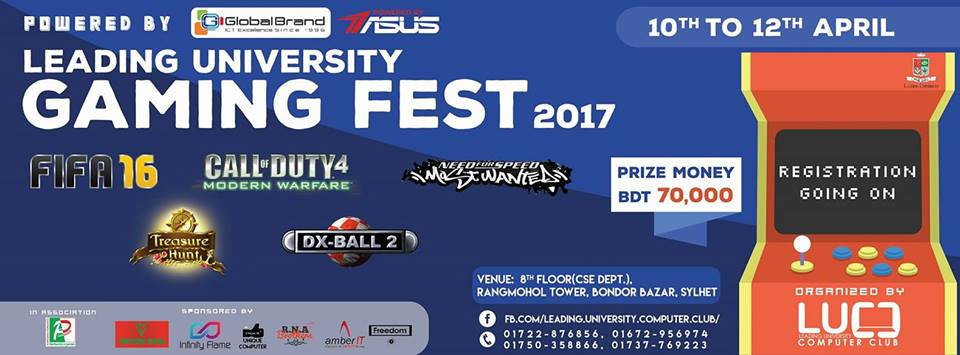 POWERED BY
GlobalBrand
ICT Excellence Since 1996
POWERED BY
ASUS
10TH TO 12TH APRIL
LEADING UNIVERSITY
GAMING FEST 2017
FIFA 16
CALL OF DUTY 4
MODERN WARFARE
NEED FOR SPEED
Most Wanted
PRIZE MONEY
BDT 70,000
REGISTRATION
GOING ON
Treasure
Hunt
DX-BALL 2
VENUE: 8TH FLOOR(CSE DEPT.),
RANGMOHOL TOWER, BONDOR BAZAR, SYLHET
FB.COM/LEADING.UNIVERSITY.COMPUTER.CLUB/
01722-876856, 01672-956974
01750-358866, 01737-769223
ORGANIZED BY
LUCC
LEADING UNIVERSITY
COMPUTER CLUB
IN ASSOCIATION
SPONSORED BY
Infinity Flame
UNIQUE
COMPUTER
R.N.A
Brothers
amberIT
Freedom